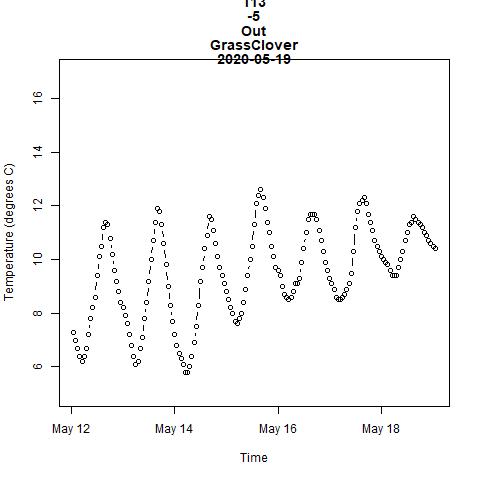 113
-5
Out
GrassClover
2020-05-19
Temperature (degrees C)
16
14
12
10
8
6
May 12
May 14
May 16
May 18
Time